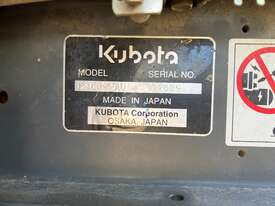 Kubota
MODEL SERIAL NO.
MADE IN JAPAN
KUBOTA Corporation
OSAKA, JAPAN